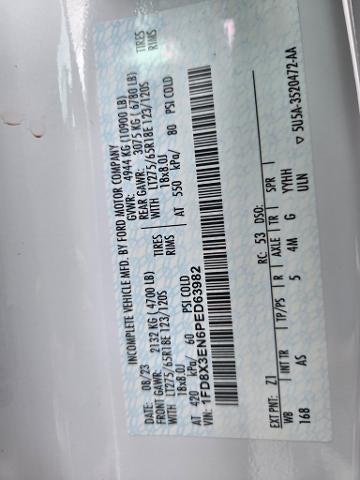 INCOMPLETE VEHICLE MFD. BY FORD MOTOR COMPANY
DATE: 08/23 GVWR: 4944 KG (10900 LB)
FRONT GAWR: 2132 KG (4700 LB) REAR GAWR: 3075 KG (6780 LB)
WITH LT275/65R18E 123/120S TIRES WITH LT275/65R18E 123/120S TIRES
18x8.0J RIMS 18x8.0J RIMS
AT 420 kPa/ 60 PSI COLD AT 550 kPa/ 80 PSI COLD
VIN: 1FD8X3EN6PED63982
EXT PNT: Z1 RC: 53 DSO:
WB INT TR TP/PS R AXLE TR SPR
168 AS 5 4M G YYHH
ULN
▽ 5U5A-3520472-AA